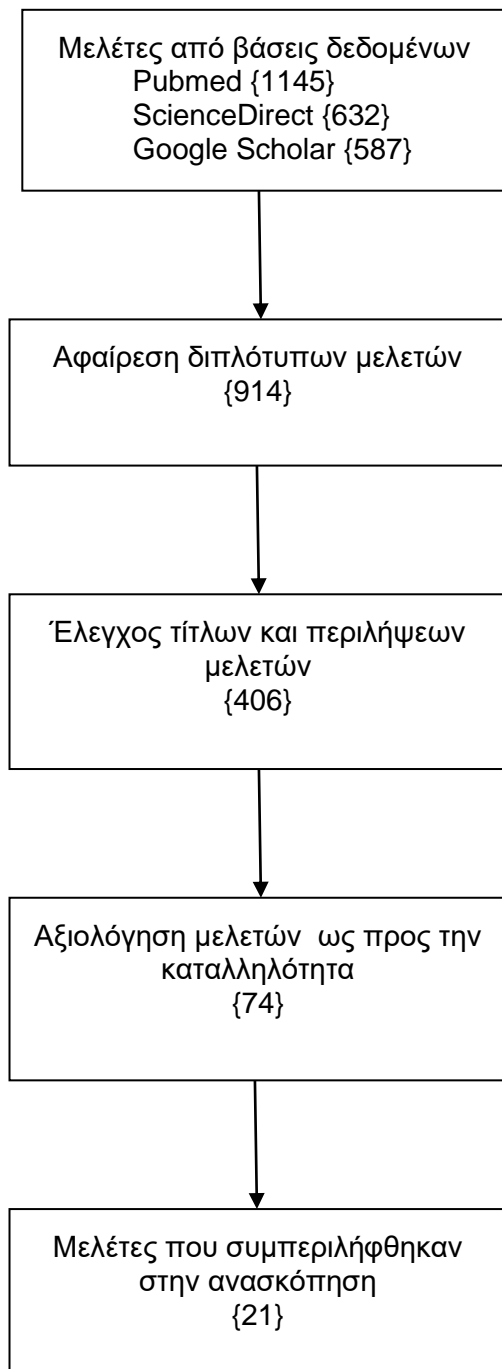 Μελέτες από βάσεις δεδομένων
Pubmed {1145}
ScienceDirect {632}
Google Scholar {587}
Αφαίρεση διπλότυπων μελετών
{914}
Έλεγχος τίτλων και περιλήψεων
μελετών
{406}
Αξιολόγηση μελετών ως προς την
καταλληλότητα
{74}
Μελέτες που συμπεριλήφθηκαν
στην ανασκόπηση
{21}